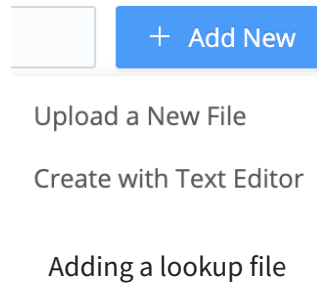 + Add New
Upload a New File
Create with Text Editor
Adding a lookup file